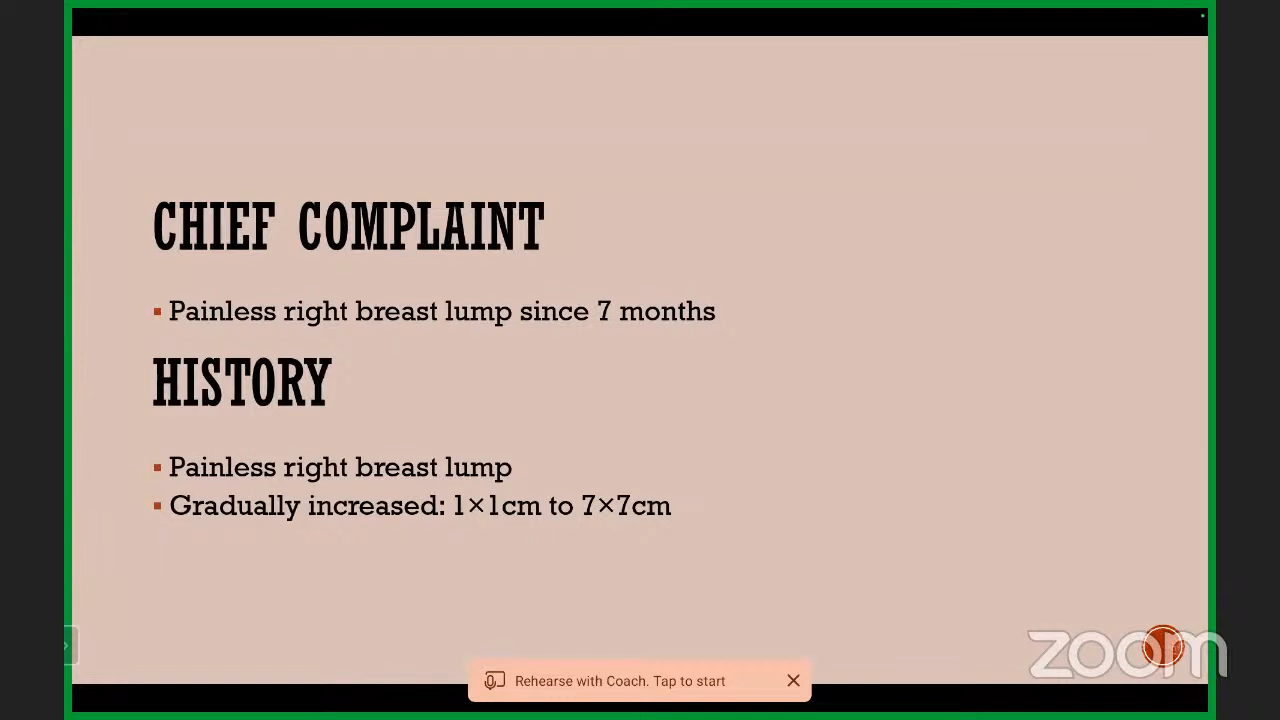 CHIEF COMPLAINT
▪ Painless right breast lump since 7 months
HISTORY
▪ Painless right breast lump
▪ Gradually increased: 1×1cm to 7×7cm
zoom
Rehearse with Coach. Tap to start